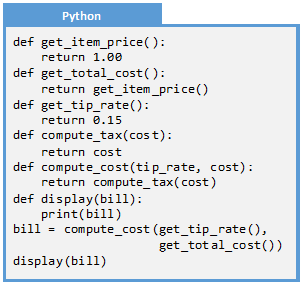 Python
def get_item_price():
    return 1.00
def get_total_cost():
    return get_item_price()
def get_tip_rate():
    return 0.15
def compute_tax(cost):
    return cost
def compute_cost(tip_rate, cost):
    return compute_tax(cost)
def display(bill):
    print(bill)
bill = compute_cost(get_tip_rate(),
                    get_total_cost())
display(bill)